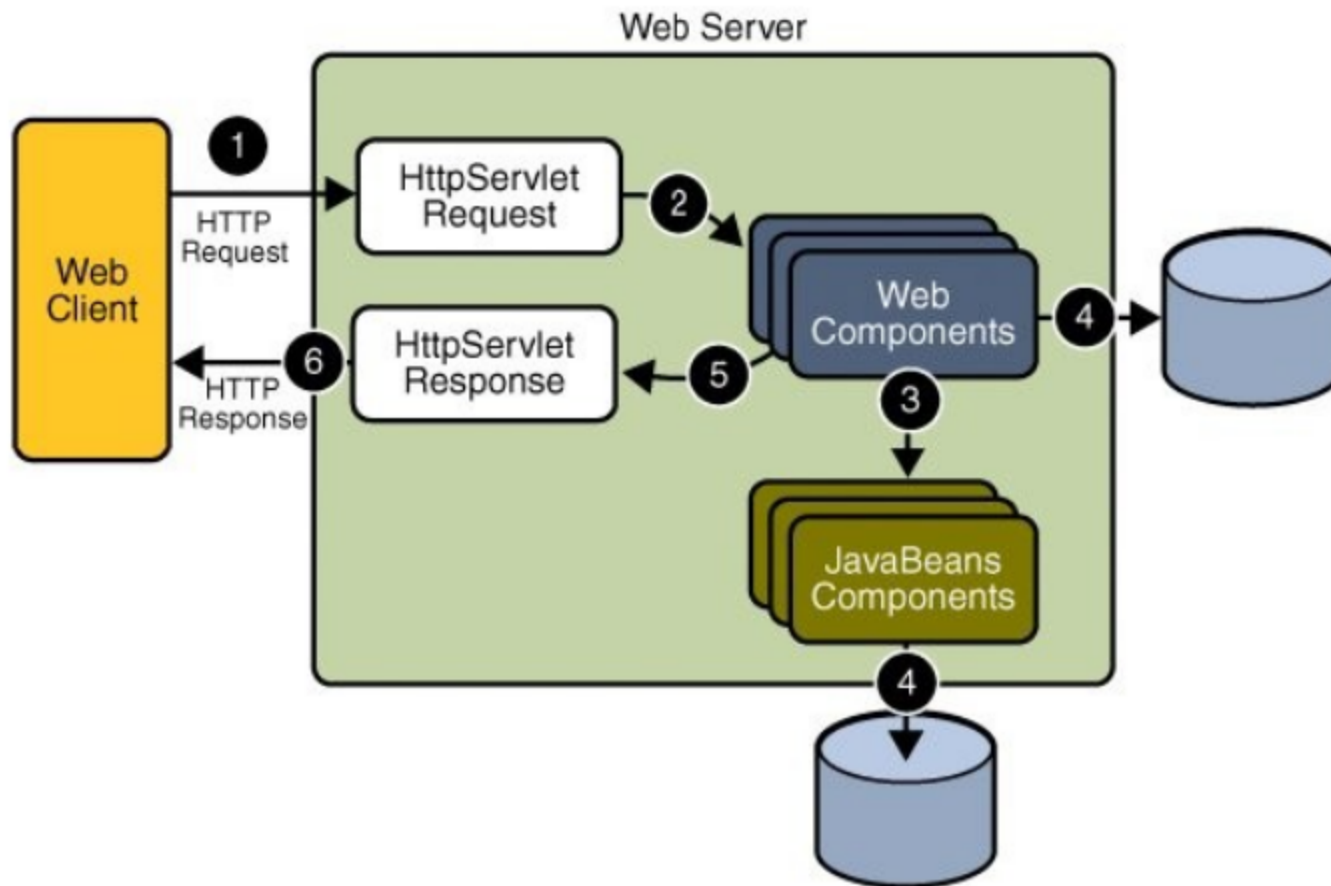 Web Server
1
HTTP
Request
Web
Client
HttpServlet
Request
2
Web
Components
4
HttpServlet
Response
5
6
HTTP
Response
3
JavaBeans
Components
4